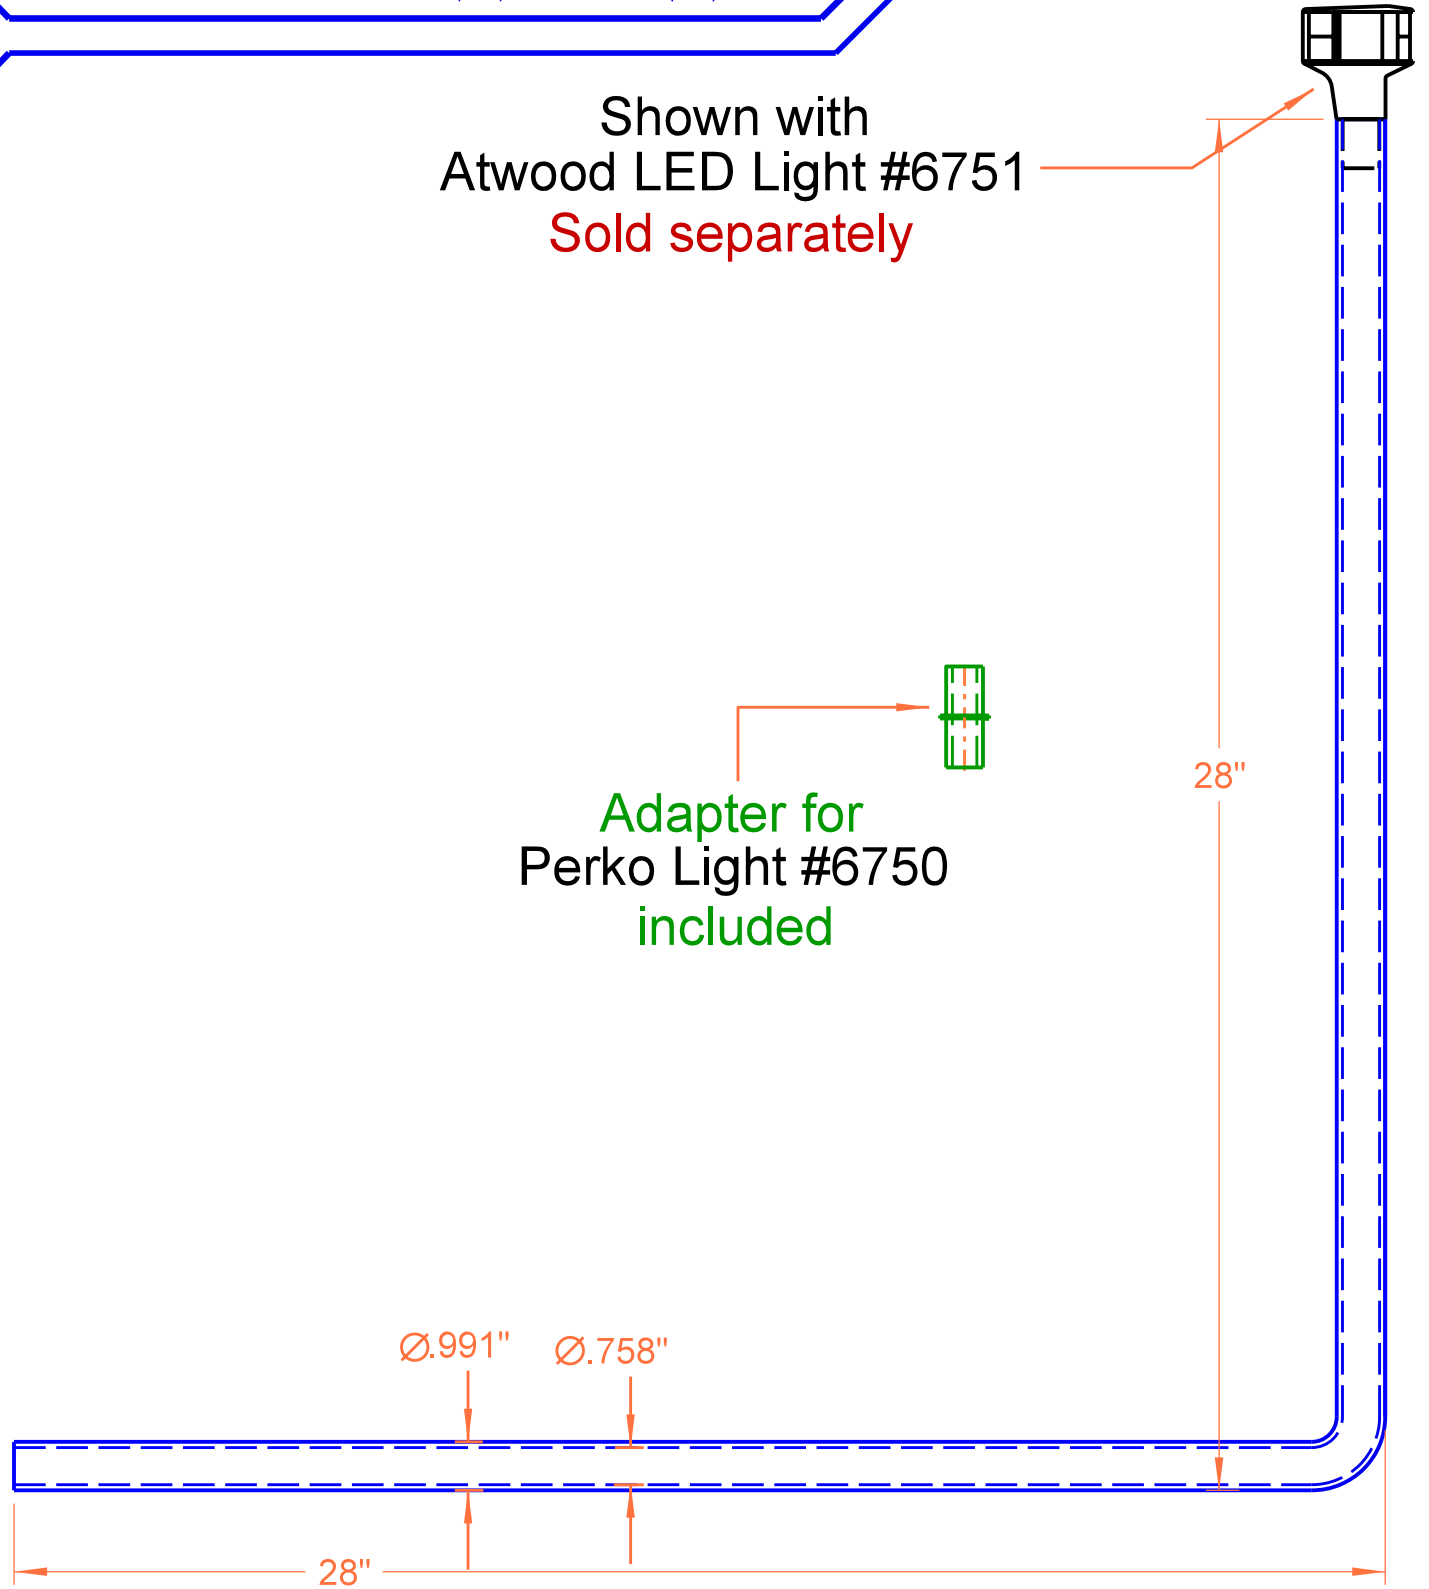 Shown with
Atwood LED Light #6751
Sold separately
28"
Adapter for
Perko Light #6750
included
Ø.991"
Ø.758"
28"